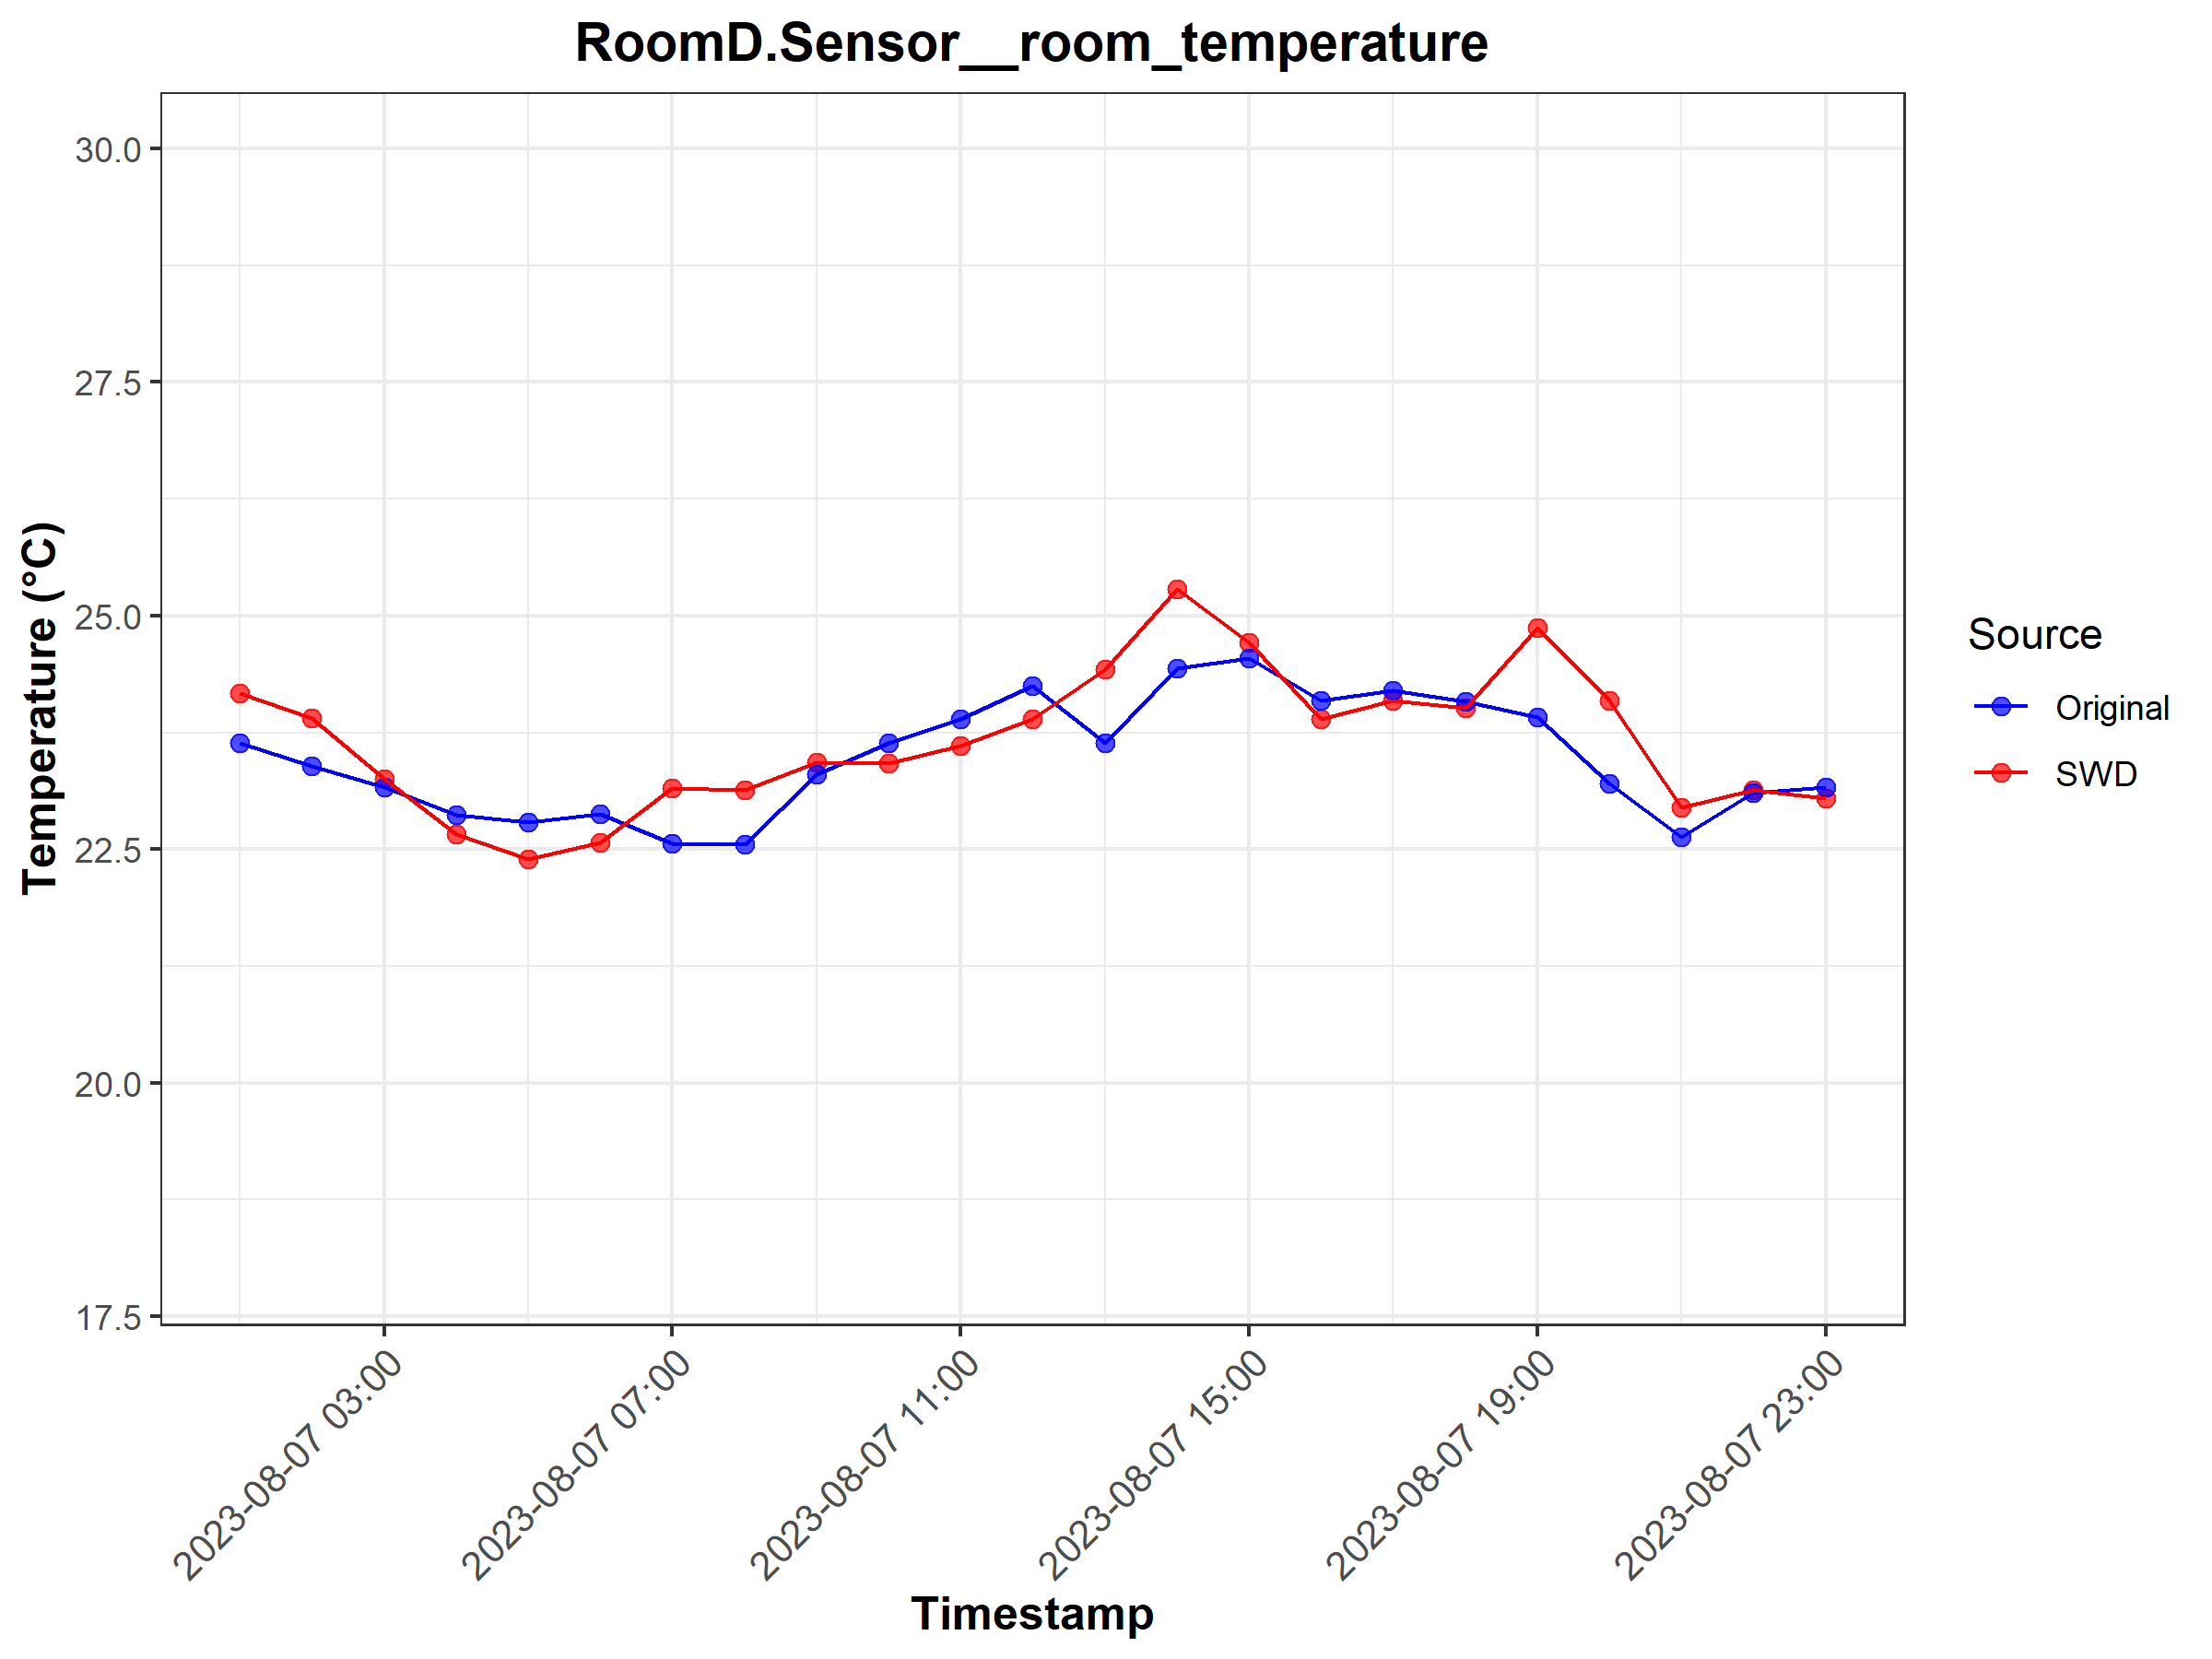 RoomD.Sensor__room_temperature
30.0
27.5
25.0
22.5
20.0
17.5
Temperature (°C)
2023-08-07 03:00
2023-08-07 07:00
2023-08-07 11:00
2023-08-07 15:00
2023-08-07 19:00
2023-08-07 23:00
Timestamp
Source
Original
SWD